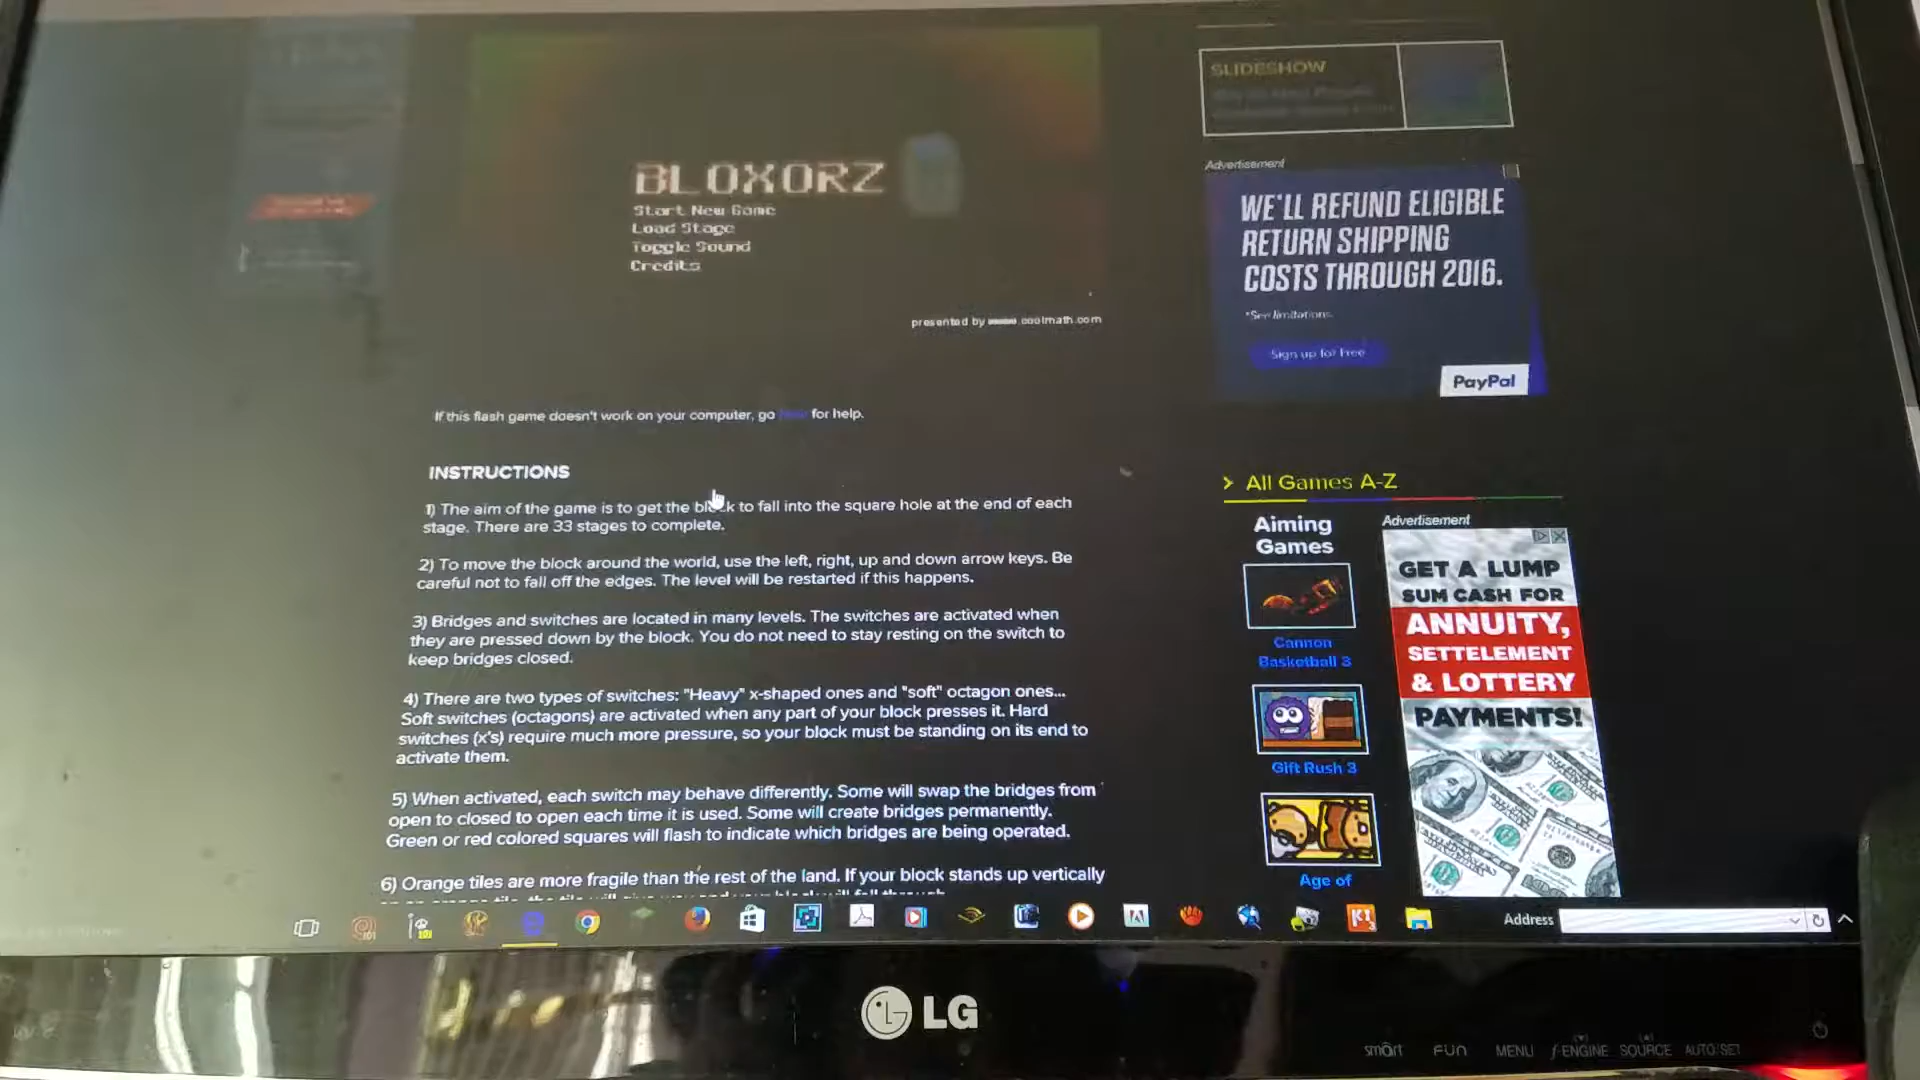 BLOXORZ
Start New Game
Load Stage
Toggle Sound
Credits
presented by www.coolmath.com
If this flash game doesn't work on your computer, go here for help.
INSTRUCTIONS
1) The aim of the game is to get the block to fall into the square hole at the end of each
stage. There are 33 stages to complete.
2) To move the block around the world, use the left, right, up and down arrow keys. Be
careful not to fall off the edges. The level will be restarted if this happens.
3) Bridges and switches are located in many levels. The switches are activated when
they are pressed down by the block. You do not need to stay resting on the switch to
keep bridges closed.
4) There are two types of switches: "Heavy" x-shaped ones and "soft" octagon ones...
Soft switches (octagons) are activated when any part of your block presses it. Hard
switches (x's) require much more pressure, so your block must be standing on its end to
activate them.
5) When activated, each switch may behave differently. Some will swap the bridges from
open to closed to open each time it is used. Some will create bridges permanently.
Green or red colored squares will flash to indicate which bridges are being operated.
6) Orange tiles are more fragile than the rest of the land. If your block stands up vertically
SLIDESHOW
Advertisement
WE'LL REFUND ELIGIBLE
RETURN SHIPPING
COSTS THROUGH 2016.
*See limitations.
Sign up for Free
PayPal
> All Games A-Z
Aiming
Games
Cannon
Basketball 3
Gift Rush 3
Age of
Advertisement
GET A LUMP
SUM CASH FOR
ANNUITY,
SETTELEMENT
& LOTTERY
PAYMENTS!
Address
LG
smart FUN MENU f-ENGINE SOURCE AUTO/SET